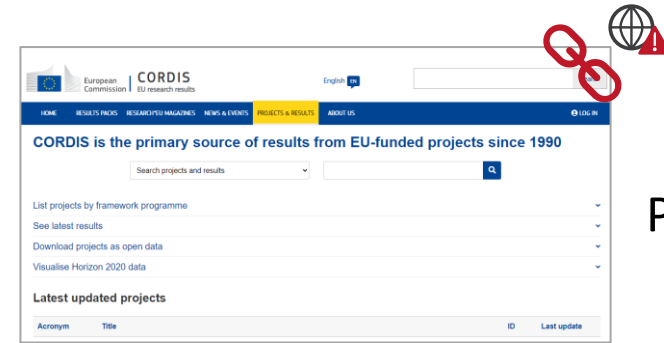 European
Commission
CORDIS
EU research results
English EN
HOME RESULTS PACKS RESEARCH*EU MAGAZINES NEWS & EVENTS PROJECTS & RESULTS ABOUT US LOG IN
CORDIS is the primary source of results from EU-funded projects since 1990
Search projects and results
List projects by framework programme
See latest results
Download projects as open data
Visualise Horizon 2020 data
Latest updated projects
Acronym Title ID Last update
P